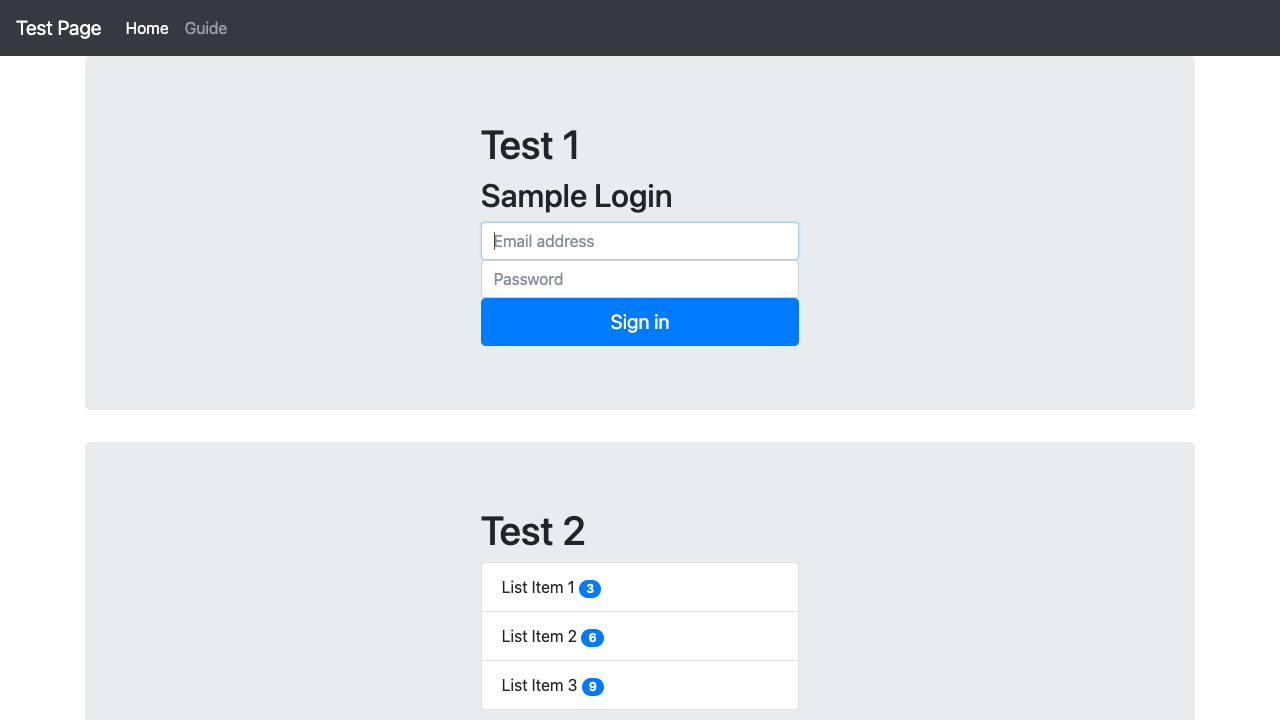 Test Page Home Guide
Test 1
Sample Login
Email address
Password
Sign in
Test 2
List Item 1 3
List Item 2 6
List Item 3 9